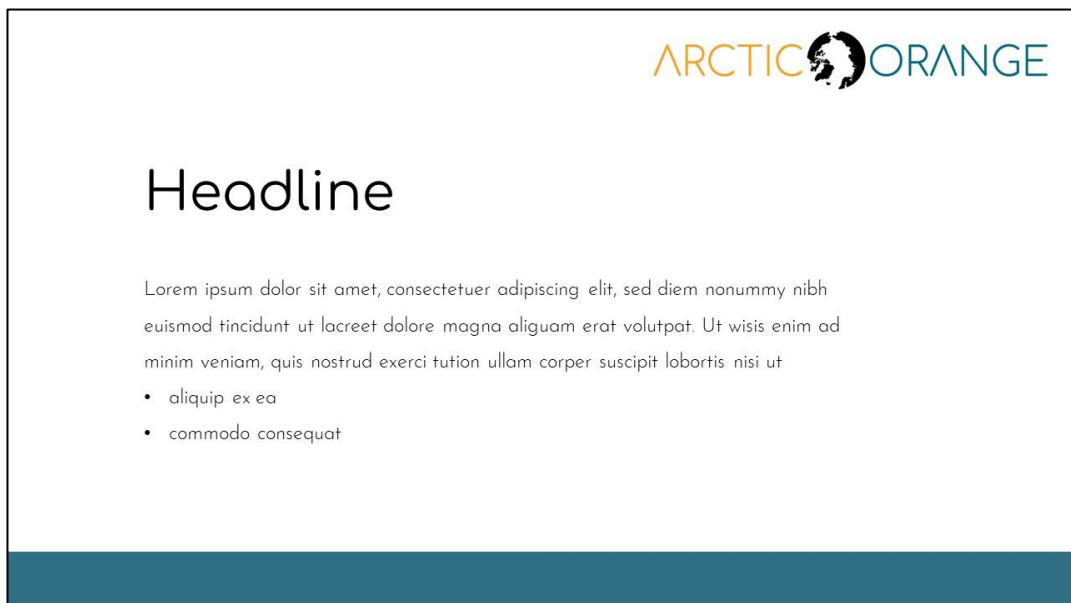 ARCTIC ORANGE
Headline
Lorem ipsum dolor sit amet, consectetuer adipiscing elit, sed diem nonummy nibh
euismod tincidunt ut lacreet dolore magna aliguam erat volutpat. Ut wisis enim ad
minim veniam, quis nostrud exerci tution ullam corper suscipit lobortis nisi ut
• aliquip ex ea
• commodo consequat